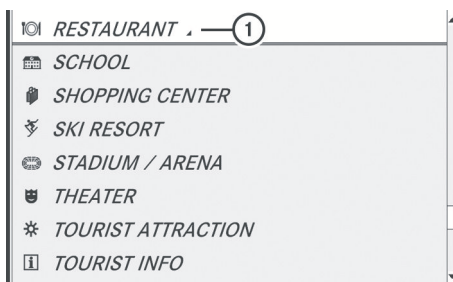 RESTAURANT 1
SCHOOL
SHOPPING CENTER
SKI RESORT
STADIUM / ARENA
THEATER
TOURIST ATTRACTION
i TOURIST INFO